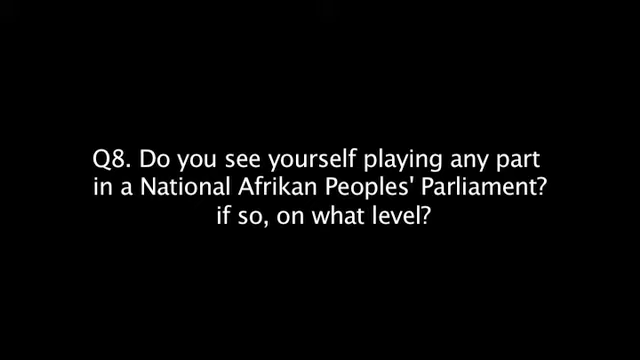 Q8. Do you see yourself playing any part
in a National Afrikan Peoples' Parliament?
if so, on what level?